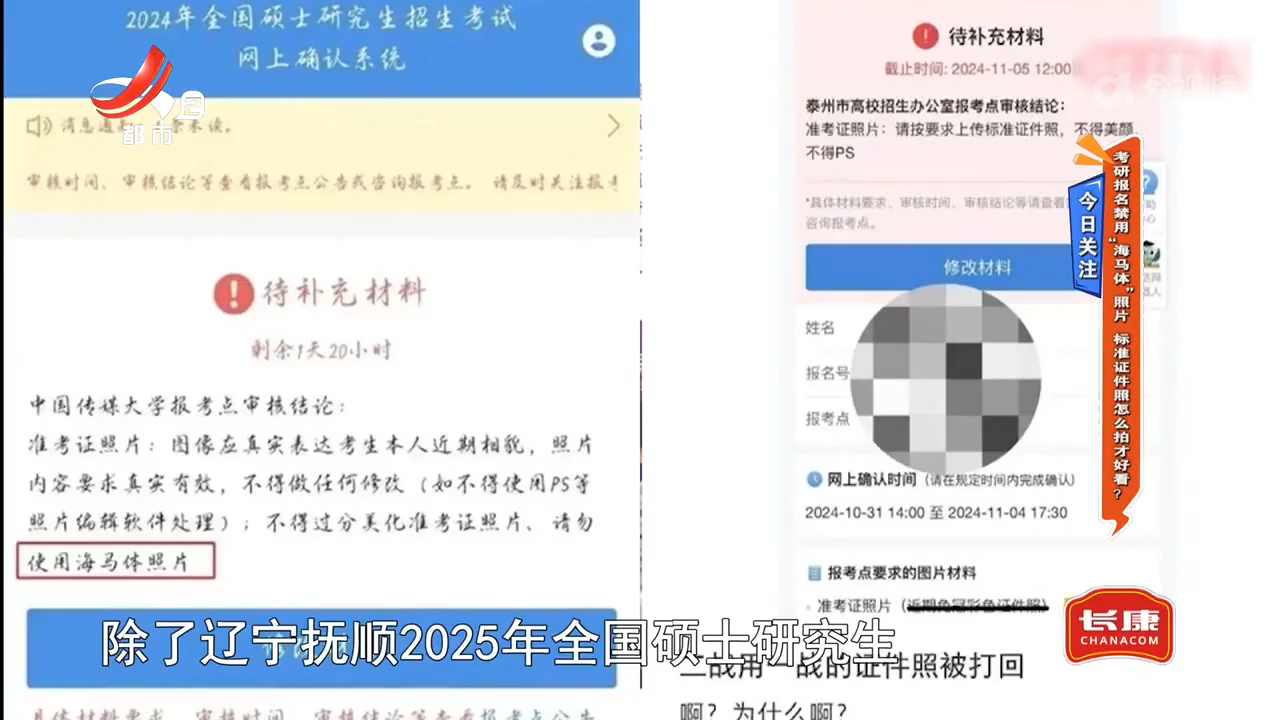 2024年全国硕士研究生招生考试
网上确认系统
都市
审核时间、审核结论等查看报考点公告或咨询报考点。 请及时关注报考
待补充材料
剩余1天20小时
中国传媒大学报考点审核结论：
准考证照片：图像应真实表达考生本人近期相貌，照片
内容要求真实有效，不得做任何修改（如不得使用PS等
照片编辑软件处理）；不得过分美化准考证照片、请勿
使用海马体照片
待补充材料
截止时间: 2024-11-05 12:00
泰州市高校招生办公室报考点审核结论：
准考证照片：请按要求上传标准证件照，不得美颜，
不得PS
*具体材料要求、审核时间、审核结论等请查看
咨询报考点。
修改材料
姓名
报名号
报考点
网上确认时间（请在规定时间内完成确认）
2024-10-31 14:00 至 2024-11-04 17:30
报考点要求的图片材料
准考证照片（近期免冠彩色证件照）
二战用一战的证件照被打回
啊？为什么啊？
今日关注
考研报名禁用“海马体”照片 标准证件照怎么拍才好看？
长康
CHANACOM
除了辽宁抚顺2025年全国硕士研究生